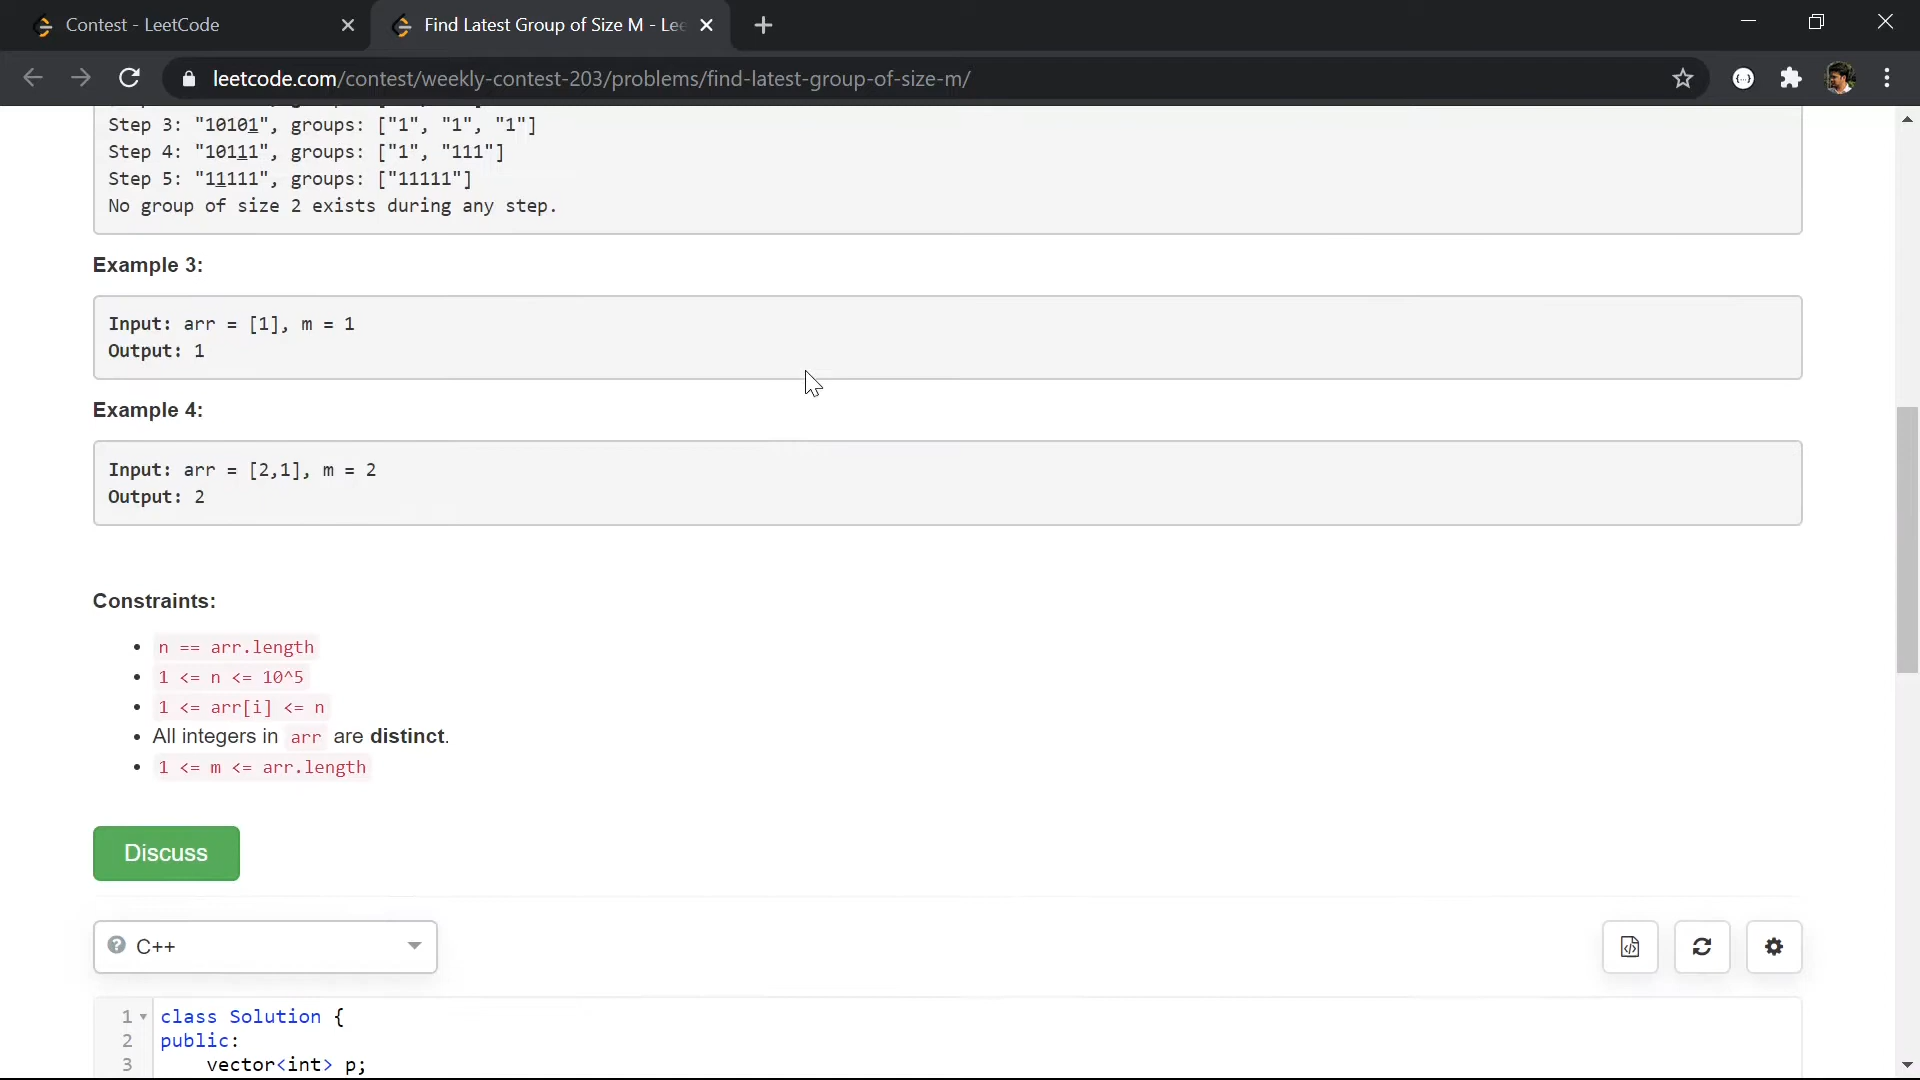 Contest - LeetCode
Find Latest Group of Size M - Lee
leetcode.com/contest/weekly-contest-203/problems/find-latest-group-of-size-m/
Step 3: "10101", groups: ["1", "1", "1"]
Step 4: "10111", groups: ["1", "111"]
Step 5: "11111", groups: ["11111"]
No group of size 2 exists during any step.
Example 3:
Input: arr = [1], m = 1
Output: 1
Example 4:
Input: arr = [2,1], m = 2
Output: 2
Constraints:
n == arr.length
1 <= n <= 10^5
1 <= arr[i] <= n
All integers in arr are distinct.
1 <= m <= arr.length
Discuss
C++
1 class Solution {
2 public:
3 vector<int> p;